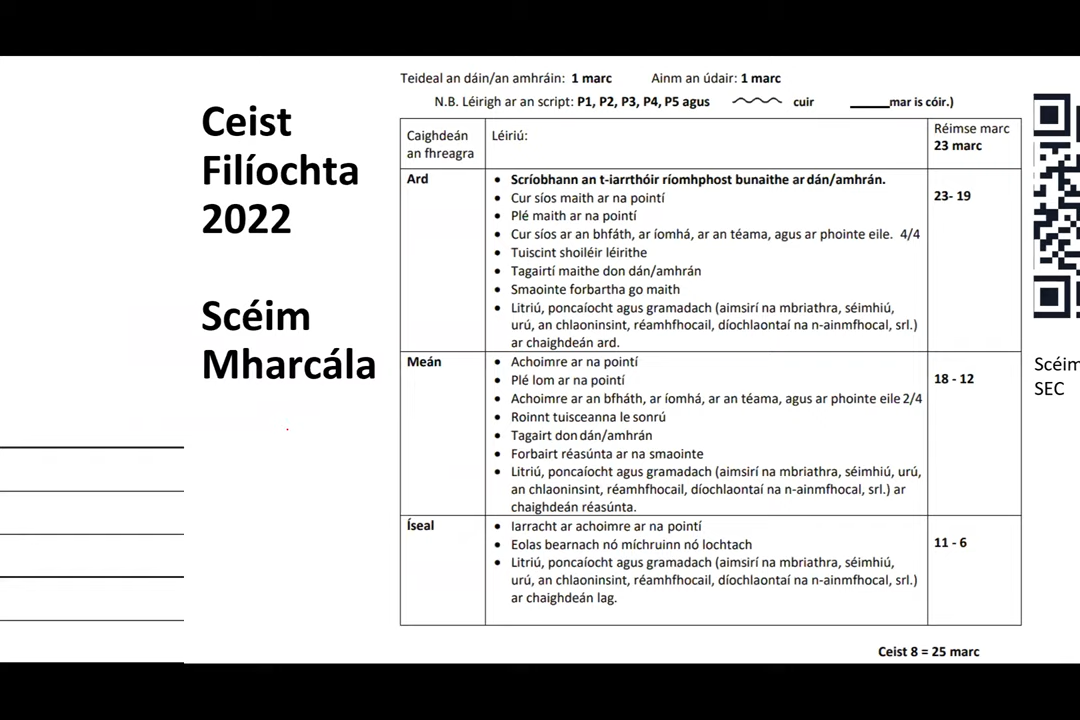 Teideal an dáin/an amhráin: 1 marc Ainm an údair: 1 marc
N.B. Léirigh ar an script: P1, P2, P3, P4, P5 agus cuir mar is cóir.)
Ceist
Filíochta
2022
Scéim
Mharcála
Caighdeán
an fhreagra
Léiriú:
Réimse marc
23 marc
Ard
• Scríobhann an t-iarrthóir ríomhphost bunaithe ar dán/amhrán.
• Cur síos maith ar na pointí
• Plé maith ar na pointí
• Cur síos ar an bhfáth, ar íomhá, ar an téama, agus ar phointe eile. 4/4
• Tuiscint shoiléir léirithe
• Tagairtí maithe don dán/amhrán
• Smaointe forbartha go maith
• Litriú, poncaíocht agus gramadach (aimsirí na mbriathra, séimhiú,
urú, an chlaoninsint, réamhfhocail, díochlaontaí na n-ainmfhocal, srl.)
ar chaighdeán ard.
23- 19
Meán
• Achoimre ar na pointí
• Plé lom ar na pointí
• Achoimre ar an bfháth, ar íomhá, ar an téama, agus ar phointe eile 2/4
• Roinnt tuisceanna le sonrú
• Tagairt don dán/amhrán
• Forbairt réasúnta ar na smaointe
• Litriú, poncaíocht agus gramadach (aimsirí na mbriathra, séimhiú, urú,
an chlaoninsint, réamhfhocail, díochlaontaí na n-ainmfhocal, srl.) ar
chaighdeán réasúnta.
18 - 12
Íseal
• Iarracht ar achoimre ar na pointí
• Eolas bearnach nó míchruinn nó lochtach
• Litriú, poncaíocht agus gramadach (aimsirí na mbriathra, séimhiú,
urú, an chlaoninsint, réamhfhocail, díochlaontaí na n-ainmfhocal, srl.)
ar chaighdeán lag.
11 - 6
Ceist 8 = 25 marc
Scéim
SEC